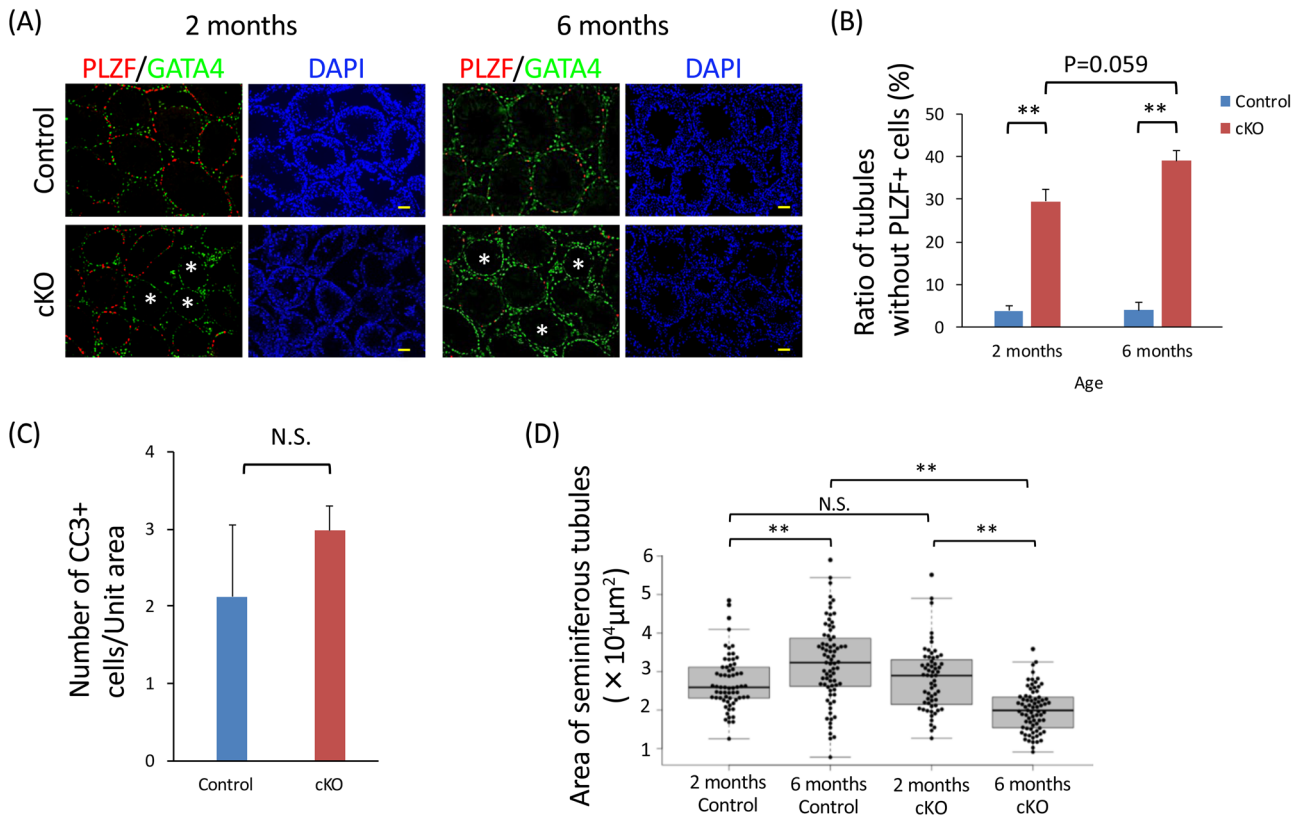 (A)
2 months
6 months
PLZF/GATA4
DAPI
PLZF/GATA4
DAPI
Control
cKO
*
*
*
*
*
*
(B)
P=0.059
**
**
Control
cKO
Ratio of tubules
without PLZF+ cells (%)
50
40
30
20
10
0
2 months
6 months
Age
(C)
N.S.
Number of CC3+
cells/Unit area
4
3
2
1
0
Control
cKO
(D)
**
N.S.
**
**
Area of seminiferous tubules
(×10⁴μm²)
6
5
4
3
2
1
2 months
Control
6 months
Control
2 months
cKO
6 months
cKO